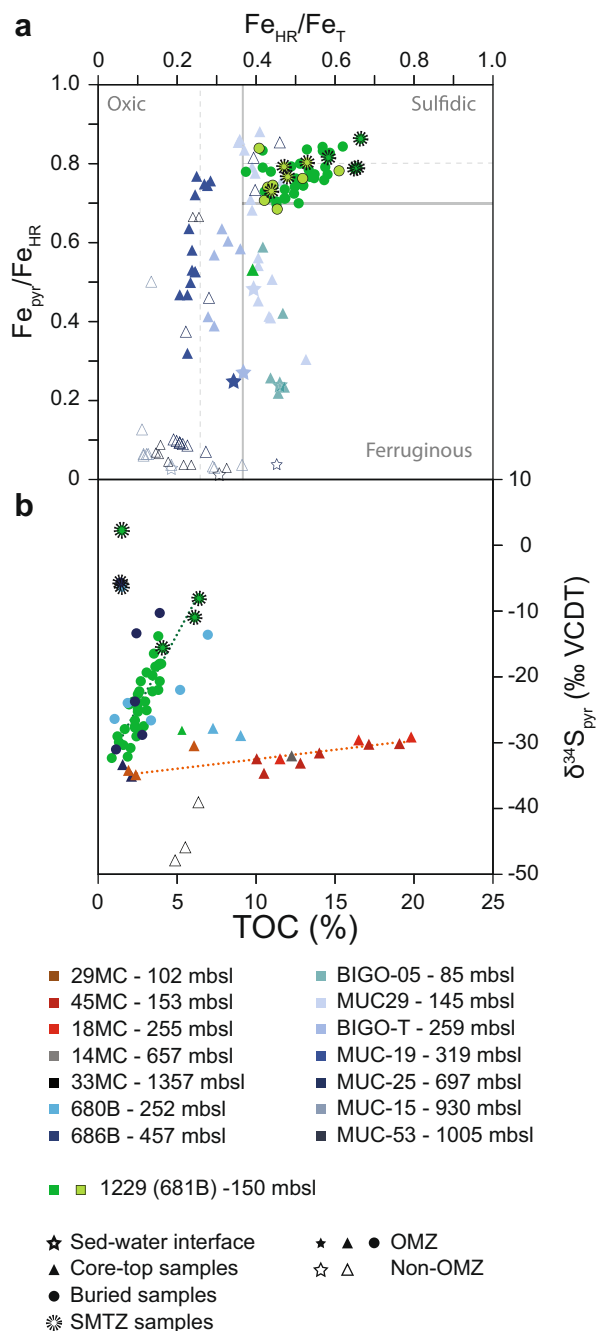 a
Fe_HR/Fe_T
0 0.2 0.4 0.6 0.8 1.0
1.0
0.8
0.6
0.4
0.2
0
Fe_pyr/Fe_HR
Oxic
Sulfidic
Ferruginous
b
10
0
-10
-20
-30
-40
-50
δ³⁴S_pyr (‰ VCDT)
0 5 10 15 20 25
TOC (%)
29MC - 102 mbsl
45MC - 153 mbsl
18MC - 255 mbsl
14MC - 657 mbsl
33MC - 1357 mbsl
680B - 252 mbsl
686B - 457 mbsl
BIGO-05 - 85 mbsl
MUC29 - 145 mbsl
BIGO-T - 259 mbsl
MUC-19 - 319 mbsl
MUC-25 - 697 mbsl
MUC-15 - 930 mbsl
MUC-53 - 1005 mbsl
1229 (681B) -150 mbsl
Sed-water interface
Core-top samples
Buried samples
SMTZ samples
OMZ
Non-OMZ